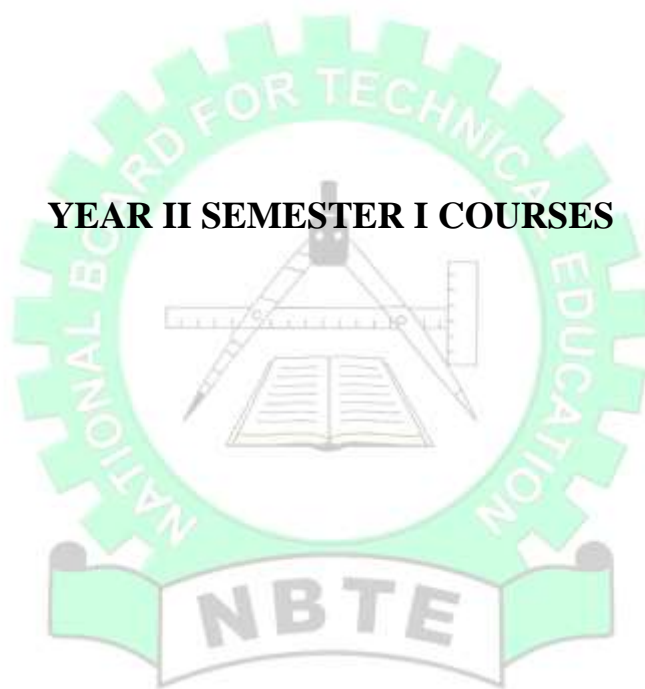 NATIONAL BOARD FOR TECHNICAL EDUCATION
YEAR II SEMESTER I COURSES
NBTE